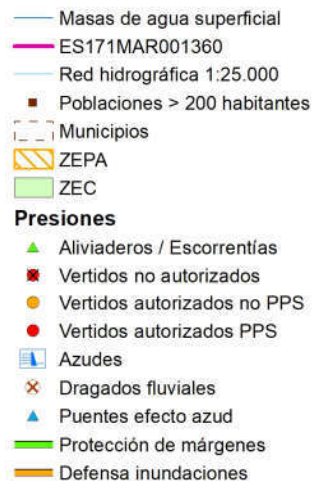 Masas de agua superficial
ES171MAR001360
Red hidrográfica 1:25.000
Poblaciones > 200 habitantes
Municipios
ZEPA
ZEC
Presiones
Aliviaderos / Escorrentías
Vertidos no autorizados
Vertidos autorizados no PPS
Vertidos autorizados PPS
Azudes
Dragados fluviales
Puentes efecto azud
Protección de márgenes
Defensa inundaciones